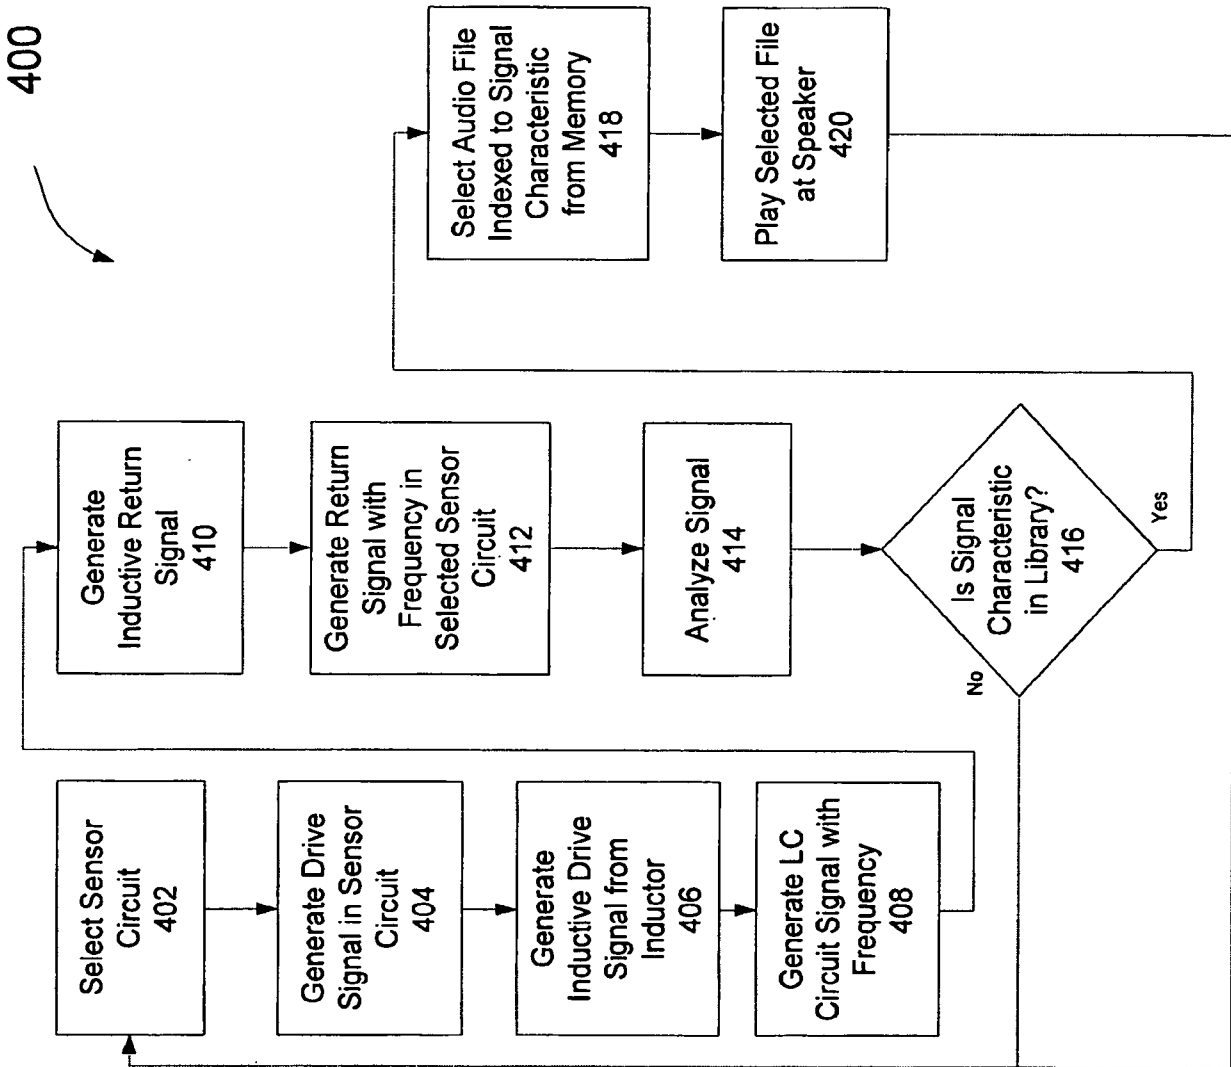 400
Select Sensor
Circuit
402
Generate Drive
Signal in Sensor
Circuit
404
Generate
Inductive Drive
Signal from
Inductor
406
Generate LC
Circuit Signal with
Frequency
408
Generate
Inductive Return
Signal
410
Generate Return
Signal with
Frequency in
Selected Sensor
Circuit
412
Analyze Signal
414
Is Signal
Characteristic
in Library?
416
No
Yes
Select Audio File
Indexed to Signal
Characteristic
from Memory
418
Play Selected File
at Speaker
420